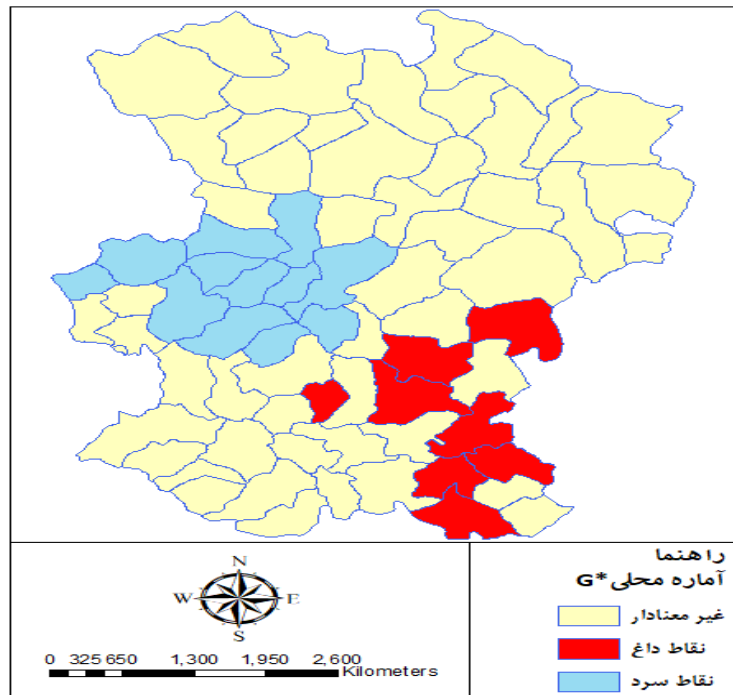 N
W E
S
0 325 650 1,300 1,950 2,600
Kilometers
راهنما
آماره محلی G*
غیر معنادار
نقاط داغ
نقاط سرد